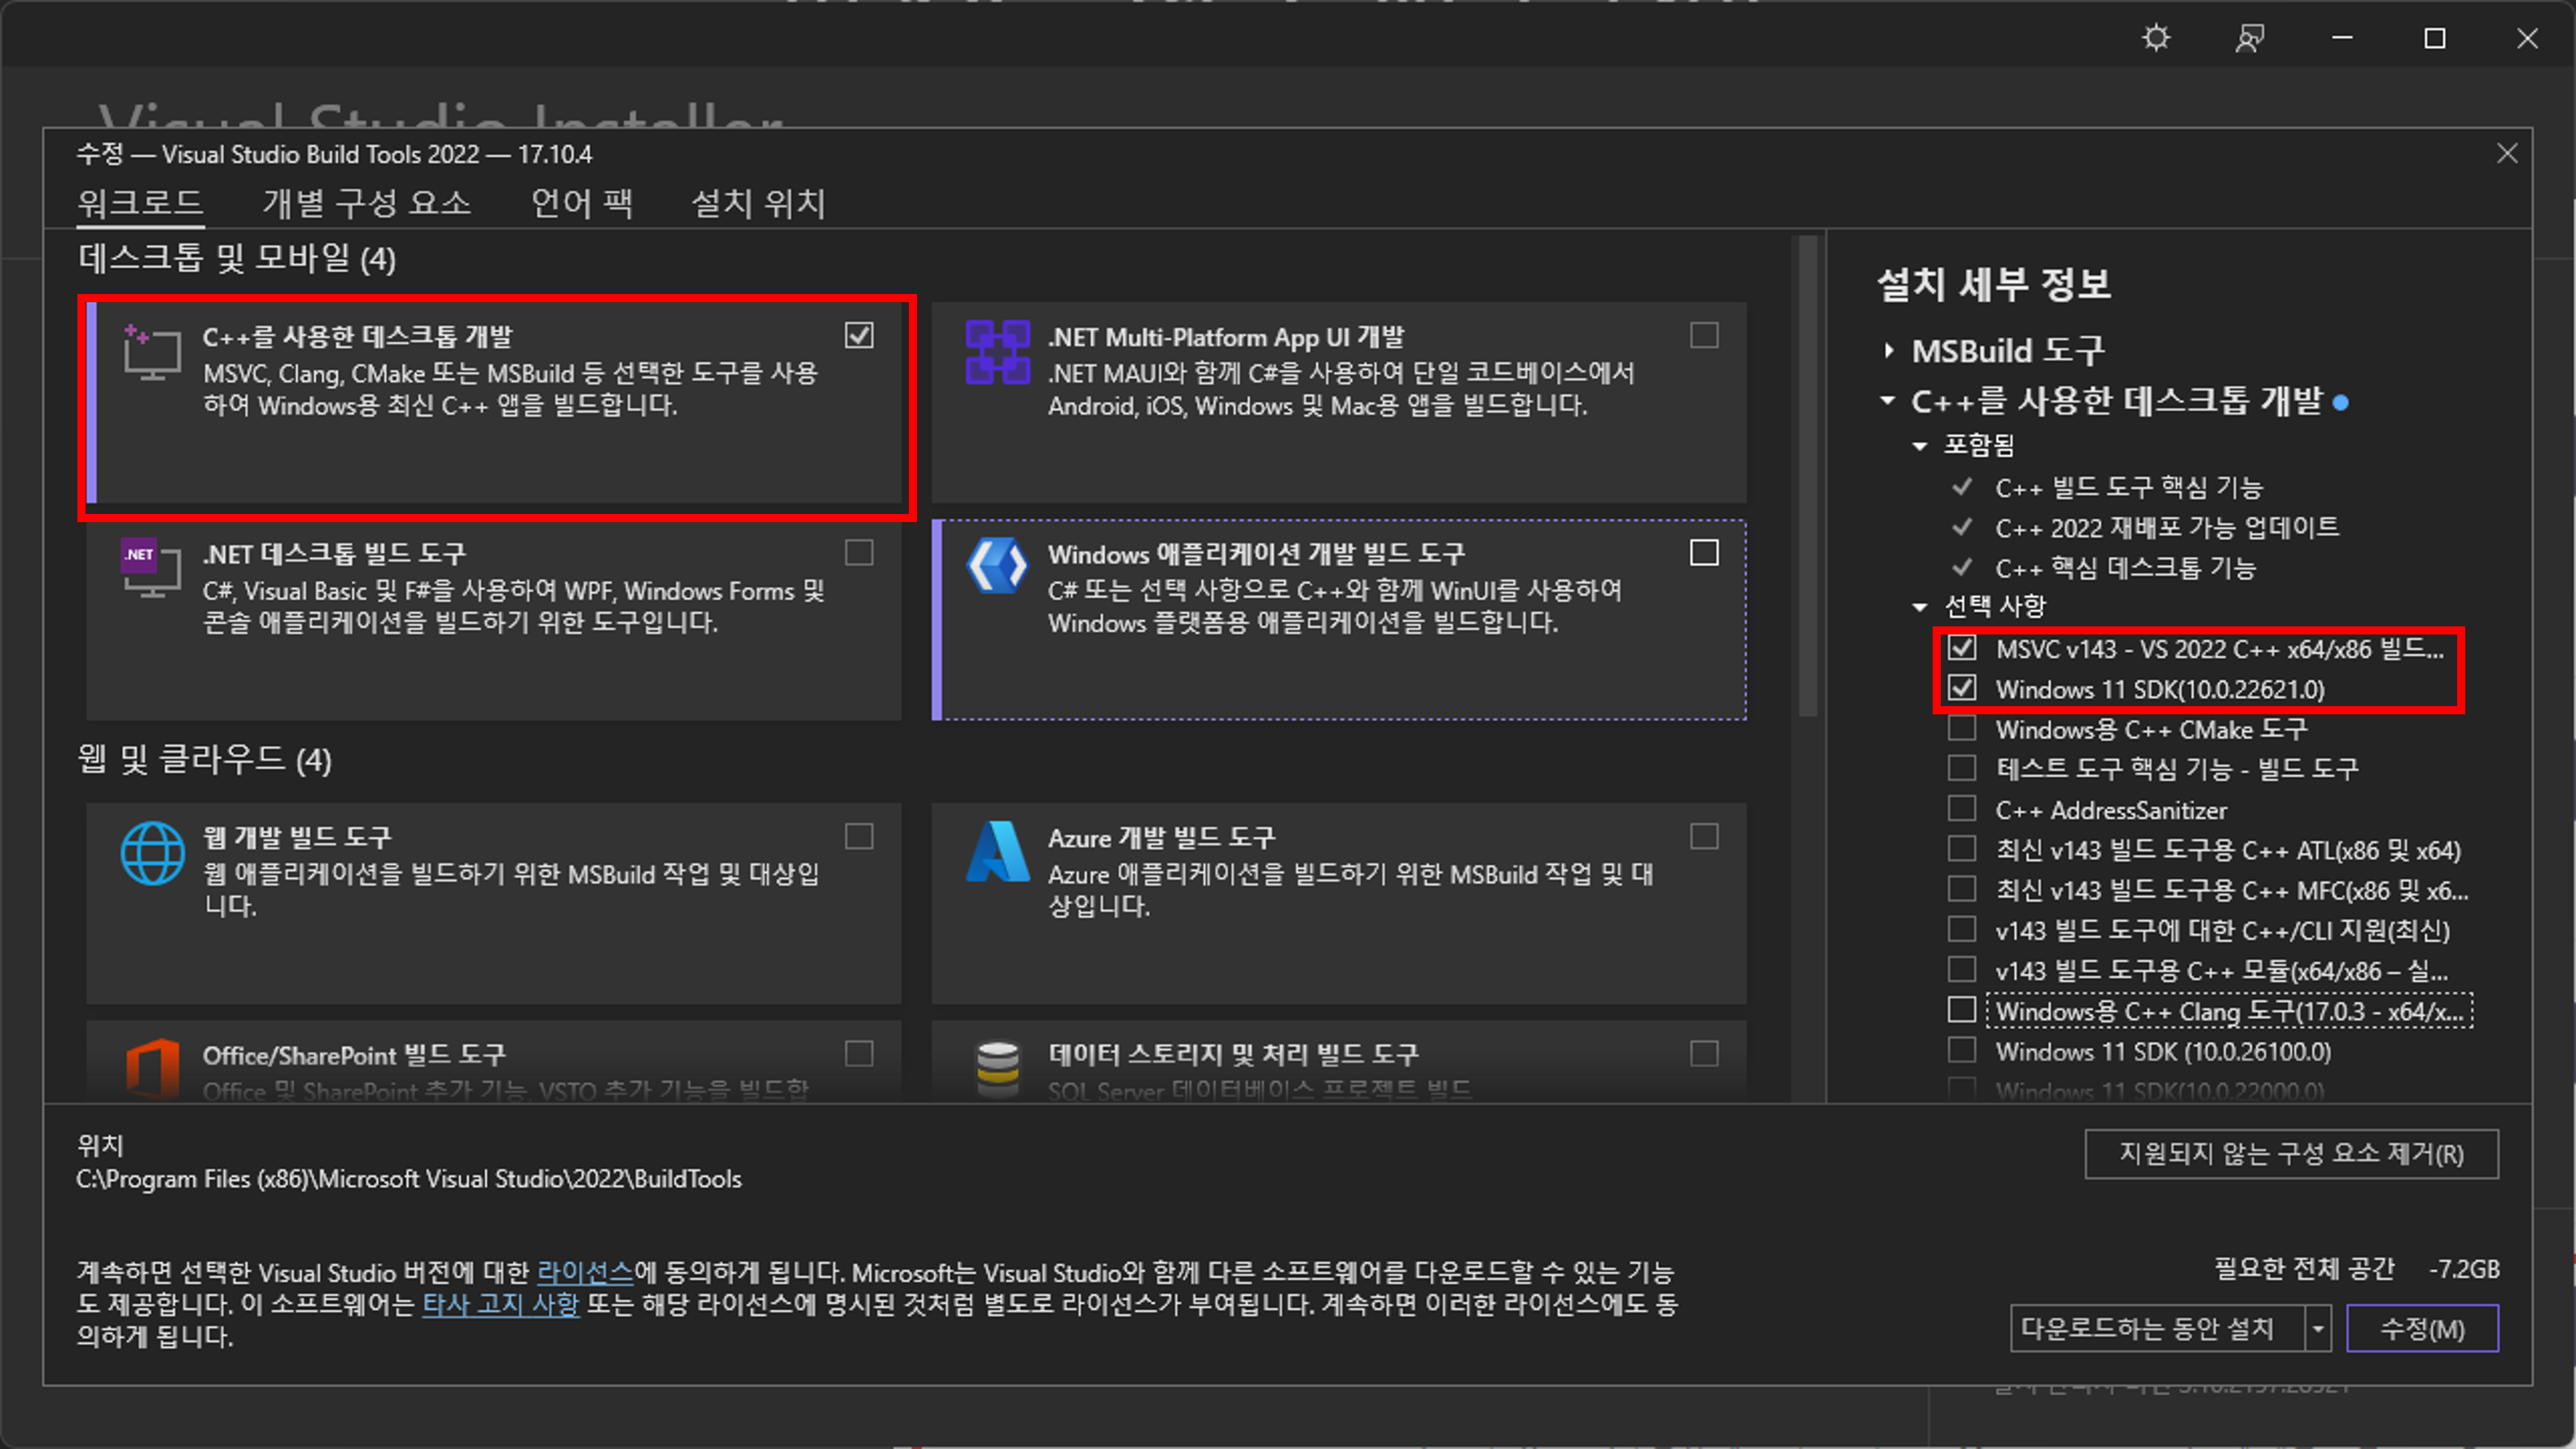 Visual Studio Installer
수정 — Visual Studio Build Tools 2022 — 17.10.4
워크로드 개별 구성 요소 언어 팩 설치 위치
데스크톱 및 모바일 (4)
C++를 사용한 데스크톱 개발
MSVC, Clang, CMake 또는 MSBuild 등 선택한 도구를 사용
하여 Windows용 최신 C++ 앱을 빌드합니다.
.NET Multi-Platform App UI 개발
.NET MAUI와 함께 C#을 사용하여 단일 코드베이스에서
Android, iOS, Windows 및 Mac용 앱을 빌드합니다.
.NET
.NET 데스크톱 빌드 도구
C#, Visual Basic 및 F#을 사용하여 WPF, Windows Forms 및
콘솔 애플리케이션을 빌드하기 위한 도구입니다.
Windows 애플리케이션 개발 빌드 도구
C# 또는 선택 사항으로 C++와 함께 WinUI를 사용하여
Windows 플랫폼용 애플리케이션을 빌드합니다.
웹 및 클라우드 (4)
웹 개발 빌드 도구
웹 애플리케이션을 빌드하기 위한 MSBuild 작업 및 대상입
니다.
Azure 개발 빌드 도구
Azure 애플리케이션을 빌드하기 위한 MSBuild 작업 및 대
상입니다.
Office/SharePoint 빌드 도구
Office 및 SharePoint 추가 기능, VSTO 추가 기능을 빌드합
데이터 스토리지 및 처리 빌드 도구
SQL Server 데이터베이스 프로젝트 빌드
설치 세부 정보
MSBuild 도구
C++를 사용한 데스크톱 개발
포함됨
C++ 빌드 도구 핵심 기능
C++ 2022 재배포 가능 업데이트
C++ 핵심 데스크톱 기능
선택 사항
MSVC v143 - VS 2022 C++ x64/x86 빌드...
Windows 11 SDK(10.0.22621.0)
Windows용 C++ CMake 도구
테스트 도구 핵심 기능 - 빌드 도구
C++ AddressSanitizer
최신 v143 빌드 도구용 C++ ATL(x86 및 x64)
최신 v143 빌드 도구용 C++ MFC(x86 및 x6...
v143 빌드 도구에 대한 C++/CLI 지원(최신)
v143 빌드 도구용 C++ 모듈(x64/x86 – 실...
Windows용 C++ Clang 도구(17.0.3 - x64/x...
Windows 11 SDK (10.0.26100.0)
Windows 11 SDK(10.0.22000.0)
위치
C:\Program Files (x86)\Microsoft Visual Studio\2022\BuildTools
지원되지 않는 구성 요소 제거(R)
계속하면 선택한 Visual Studio 버전에 대한 라이선스에 동의하게 됩니다. Microsoft는 Visual Studio와 함께 다른 소프트웨어를 다운로드할 수 있는 기능
도 제공합니다. 이 소프트웨어는 타사 고지 사항 또는 해당 라이선스에 명시된 것처럼 별도로 라이선스가 부여됩니다. 계속하면 이러한 라이선스에도 동
의하게 됩니다.
필요한 전체 공간 -7.2GB
다운로드하는 동안 설치
수정(M)